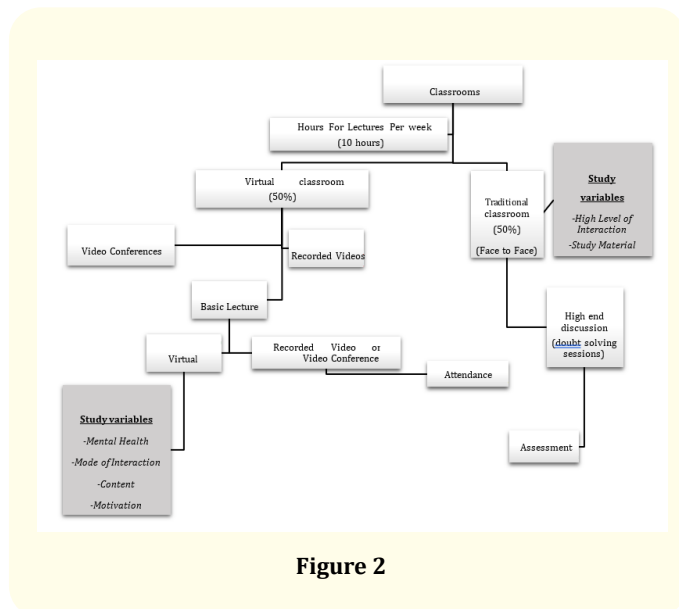 Classrooms
Hours For Lectures Per week
(10 hours)
Virtual classroom
(50%)
Traditional
classroom
(50%)
(Face to Face)
Study
variables
-High Level of
Interaction
-Study Material
Video Conferences
Recorded Videos
Basic Lecture
High end
discussion
(doubt solving
sessions)
Virtual
Recorded Video or
Video Conference
Attendance
Study variables
-Mental Health
-Mode of Interaction
-Content
-Motivation
Assessment
Figure 2